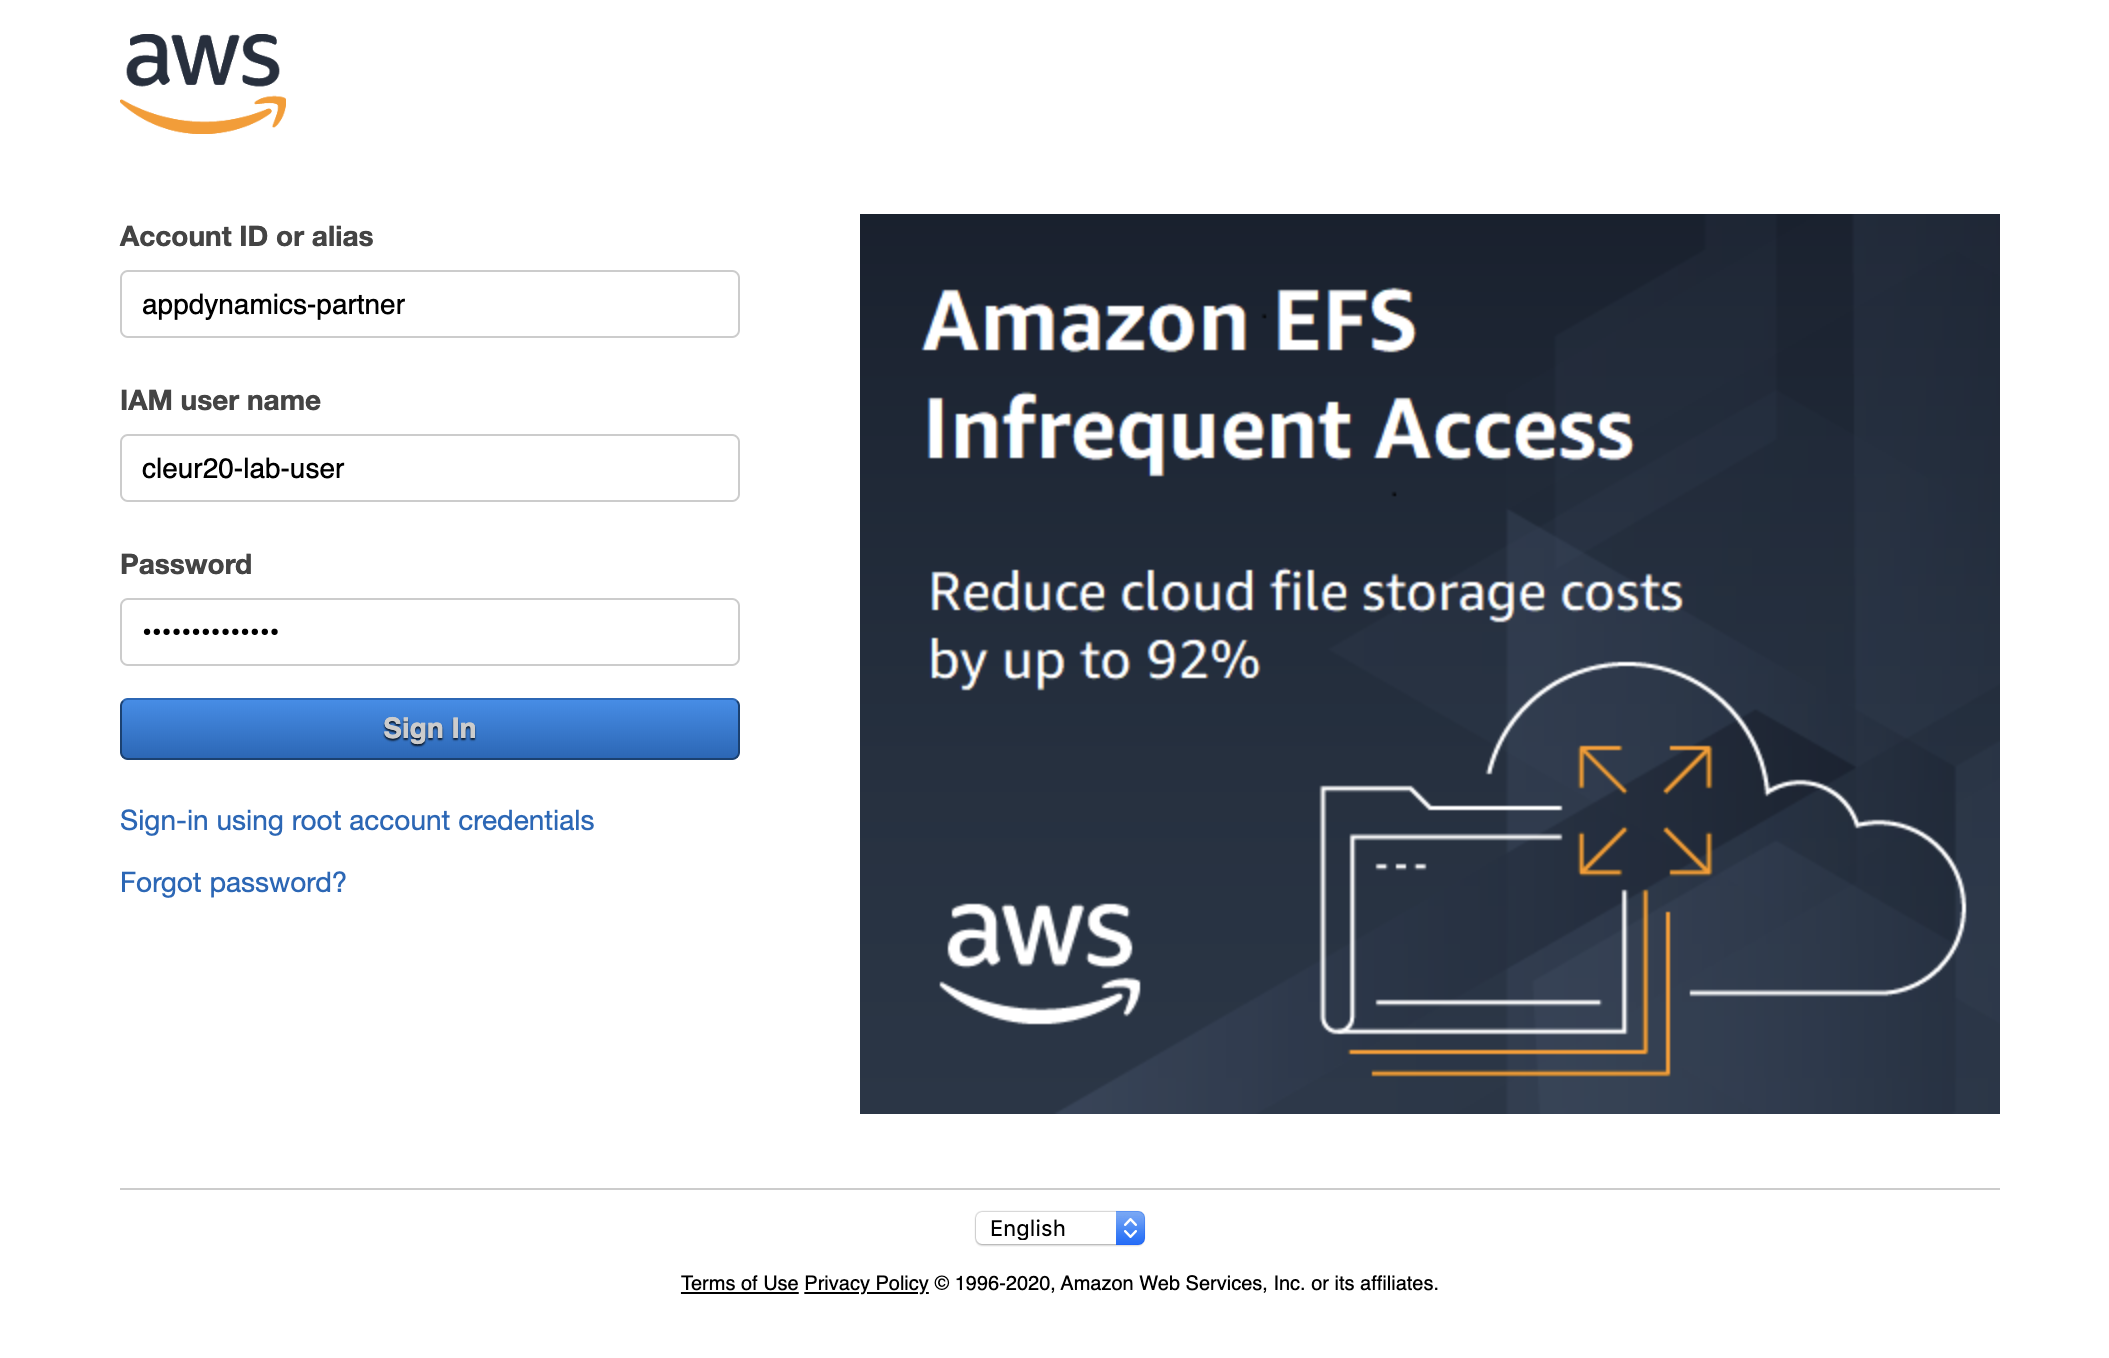 aws
Account ID or alias
appdynamics-partner
IAM user name
cleur20-lab-user
Password
••••••••••••••
Sign In
Sign-in using root account credentials
Forgot password?
Amazon EFS
Infrequent Access
Reduce cloud file storage costs
by up to 92%
aws
English
Terms of Use Privacy Policy © 1996-2020, Amazon Web Services, Inc. or its affiliates.